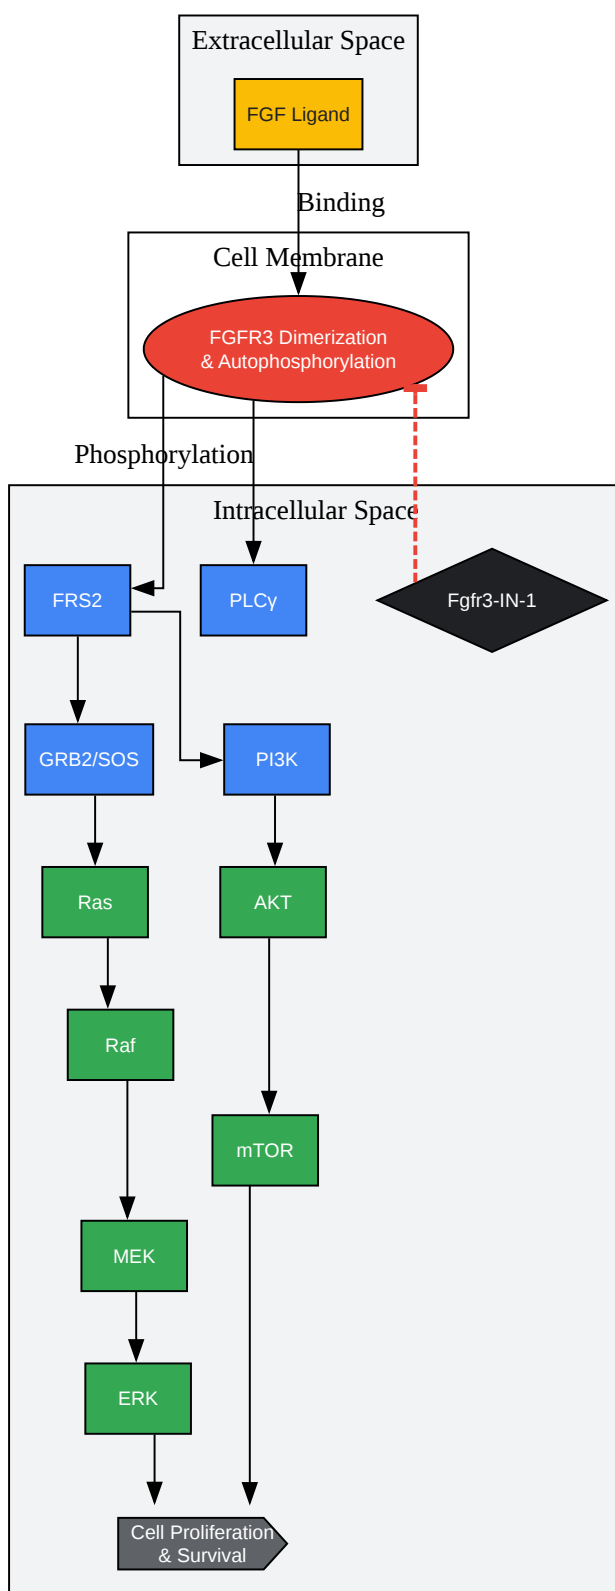 Extracellular Space
FGF Ligand
Binding
Cell Membrane
FGFR3 Dimerization
& Autophosphorylation
Phosphorylation
Intracellular Space
FRS2
PLCγ
Fgfr3-IN-1
GRB2/SOS
PI3K
Ras
AKT
Raf
mTOR
MEK
ERK
Cell Proliferation
& Survival